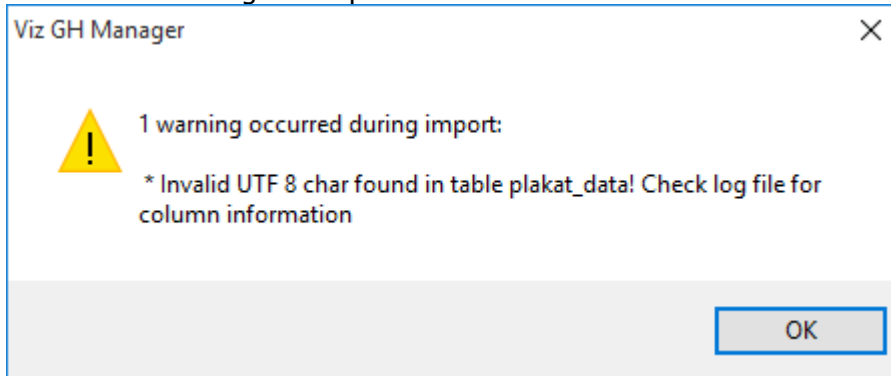 Viz GH Manager
1 warning occurred during import:
* Invalid UTF 8 char found in table plakat_data! Check log file for
column information
OK